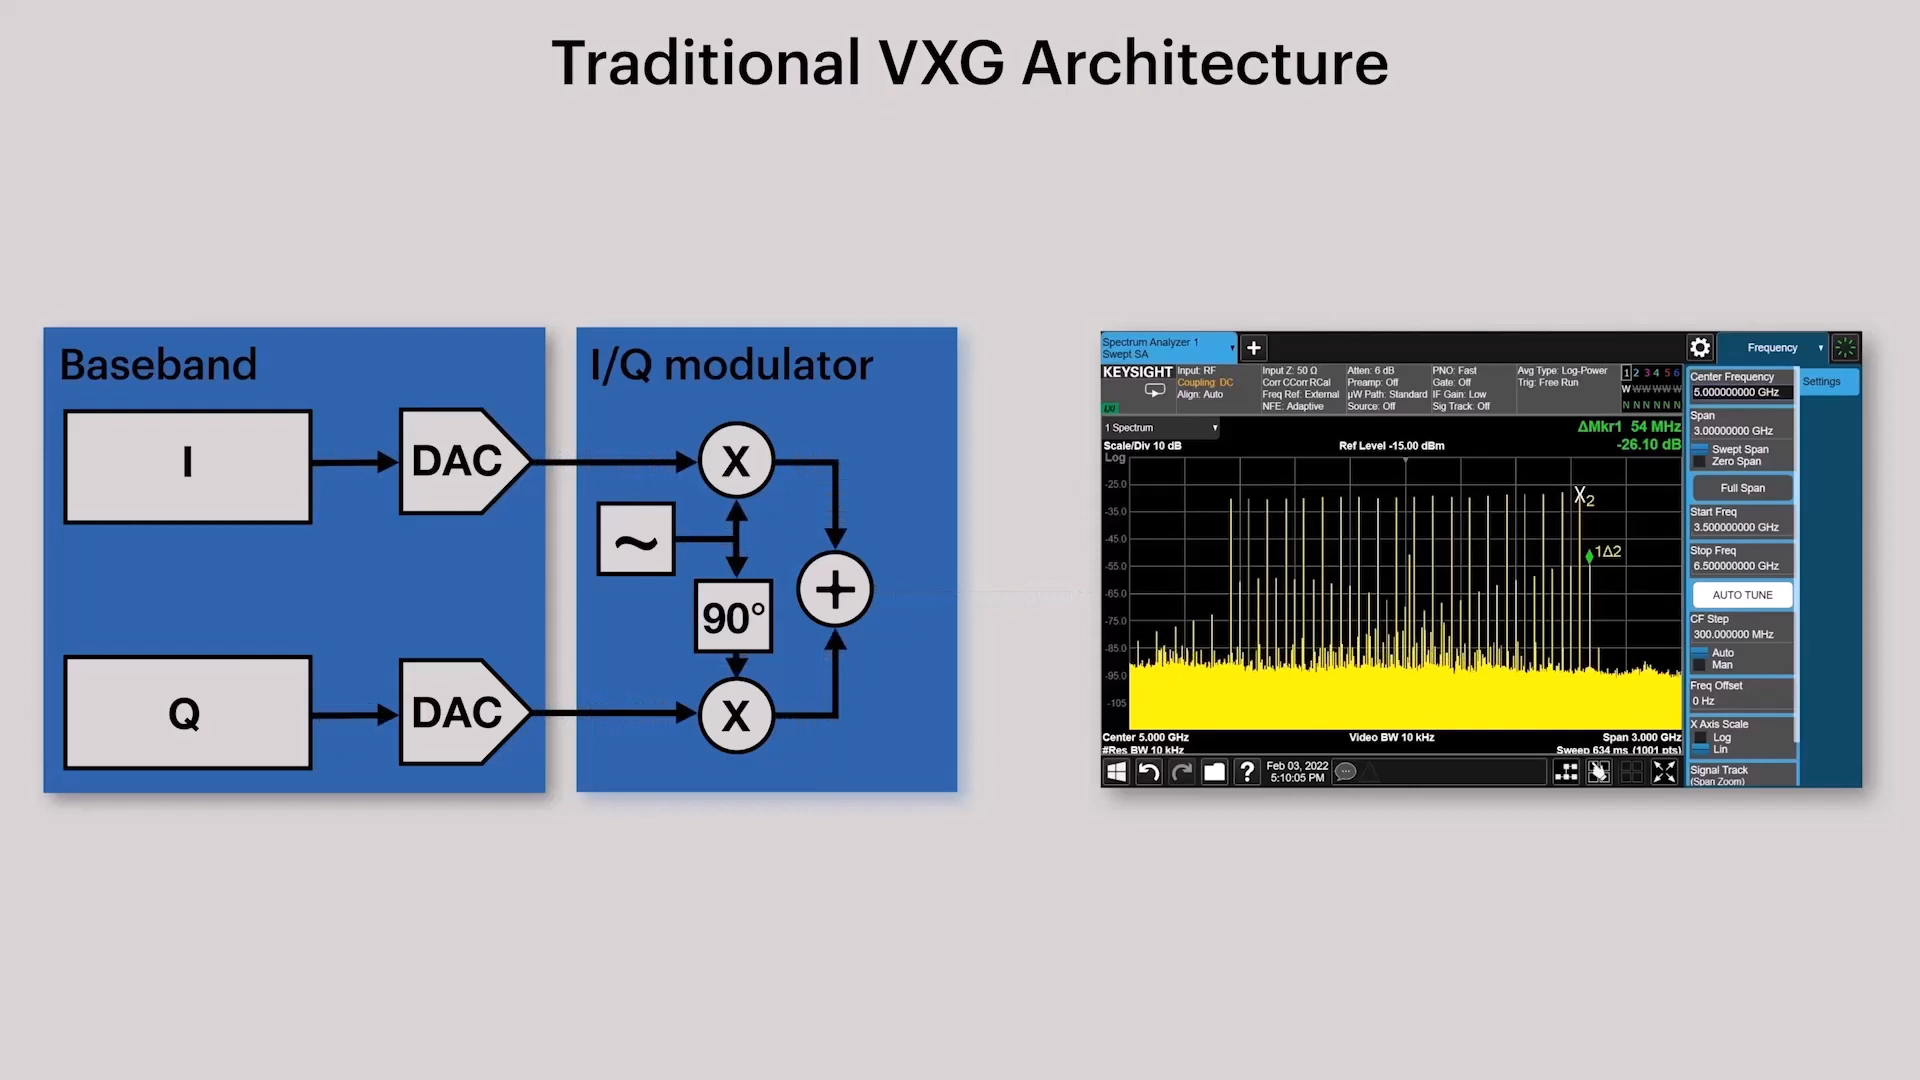 Traditional VXG Architecture
Baseband
I
DAC
Q
DAC
I/Q modulator
X
~
90°
+
X
Spectrum Analyzer 1
Swept SA
+
Frequency
KEYSIGHT
LXI
Input: RF
Coupling: DC
Align: Auto
Input Z: 50 Ω
Corr CCorr RCal
Freq Ref: External
NFE: Adaptive
Atten: 6 dB
Preamp: Off
µW Path: Standard
Source: Off
PNO: Fast
Gate: Off
IF Gain: Low
Sig Track: Off
Avg Type: Log-Power
Trig: Free Run
1 2 3 4 5 6
W W W W W W
N N N N N N
1 Spectrum
ΔMkr1 54 MHz
Scale/Div 10 dB
Ref Level -15.00 dBm
-26.10 dB
Log
-25.0
-35.0
-45.0
-55.0
-65.0
-75.0
-85.0
-95.0
-105
X2
1Δ2
Center 5.000 GHz
Video BW 10 kHz
Span 3.000 GHz
#Res BW 10 kHz
Sweep 634 ms (1001 pts)
?
Feb 03, 2022
5:10:05 PM
Center Frequency
5.000000000 GHz
Settings
Span
3.00000000 GHz
Swept Span
Zero Span
Full Span
Start Freq
3.500000000 GHz
Stop Freq
6.500000000 GHz
AUTO TUNE
CF Step
300.000000 MHz
Auto
Man
Freq Offset
0 Hz
X Axis Scale
Log
Lin
Signal Track
(Span Zoom)